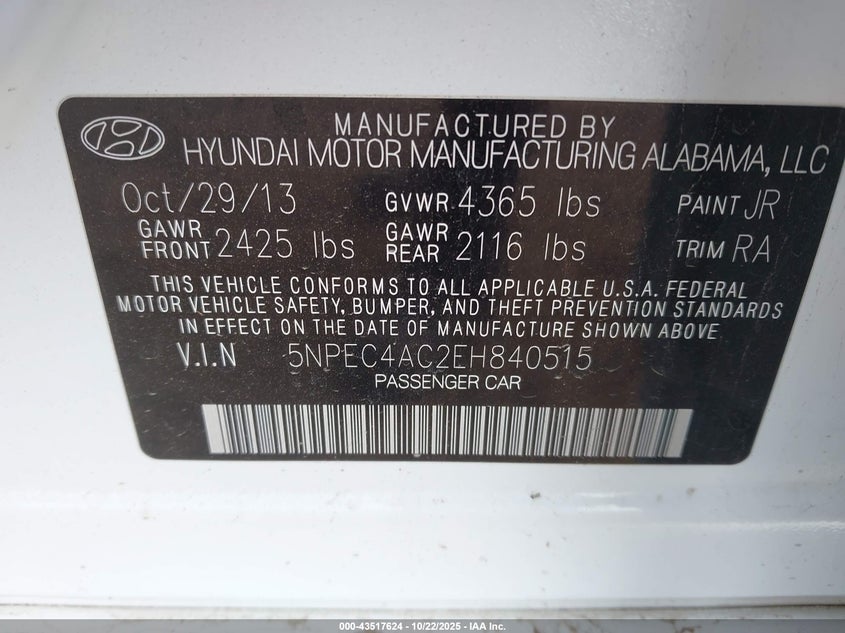 MANUFACTURED BY
HYUNDAI MOTOR MANUFACTURING ALABAMA, LLC
Oct/29/13 GVWR 4365 lbs PAINT JR
GAWR FRONT 2425 lbs GAWR REAR 2116 lbs TRIM RA
THIS VEHICLE CONFORMS TO ALL APPLICABLE U.S.A. FEDERAL
MOTOR VEHICLE SAFETY, BUMPER, AND THEFT PREVENTION STANDARDS
IN EFFECT ON THE DATE OF MANUFACTURE SHOWN ABOVE
V.I.N 5NPEC4AC2EH840515
PASSENGER CAR
000-43517624 - 10/22/2025 - IAA Inc.